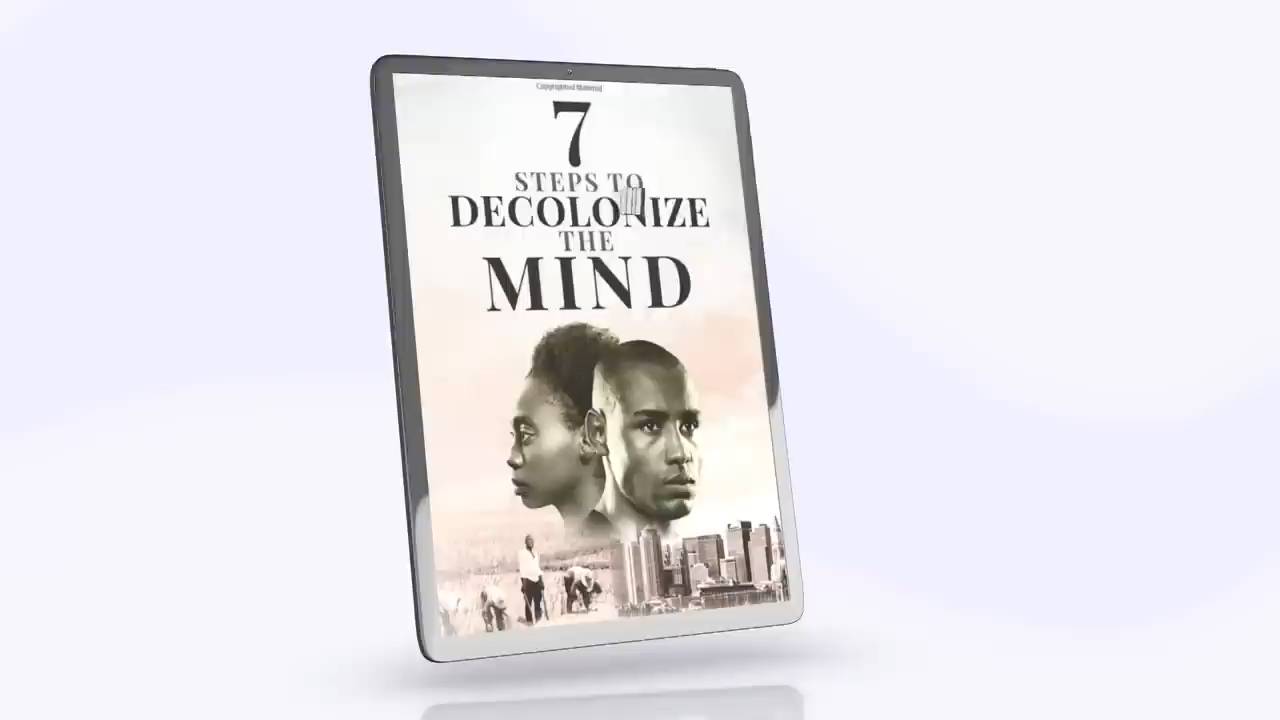 Copyrighted Material
7
STEPS TO
DECOLONIZE
THE
MIND